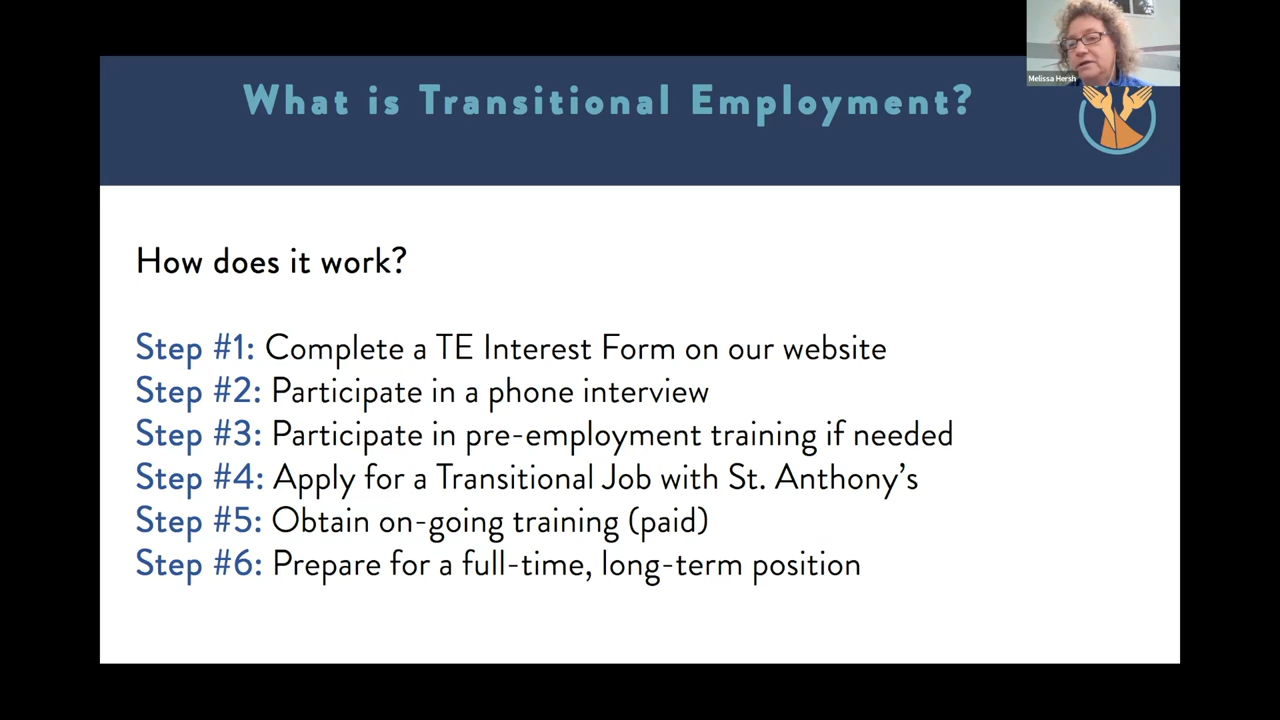 What is Transitional Employment?
Melissa Hersh
How does it work?
Step #1: Complete a TE Interest Form on our website
Step #2: Participate in a phone interview
Step #3: Participate in pre-employment training if needed
Step #4: Apply for a Transitional Job with St. Anthony’s
Step #5: Obtain on-going training (paid)
Step #6: Prepare for a full-time, long-term position